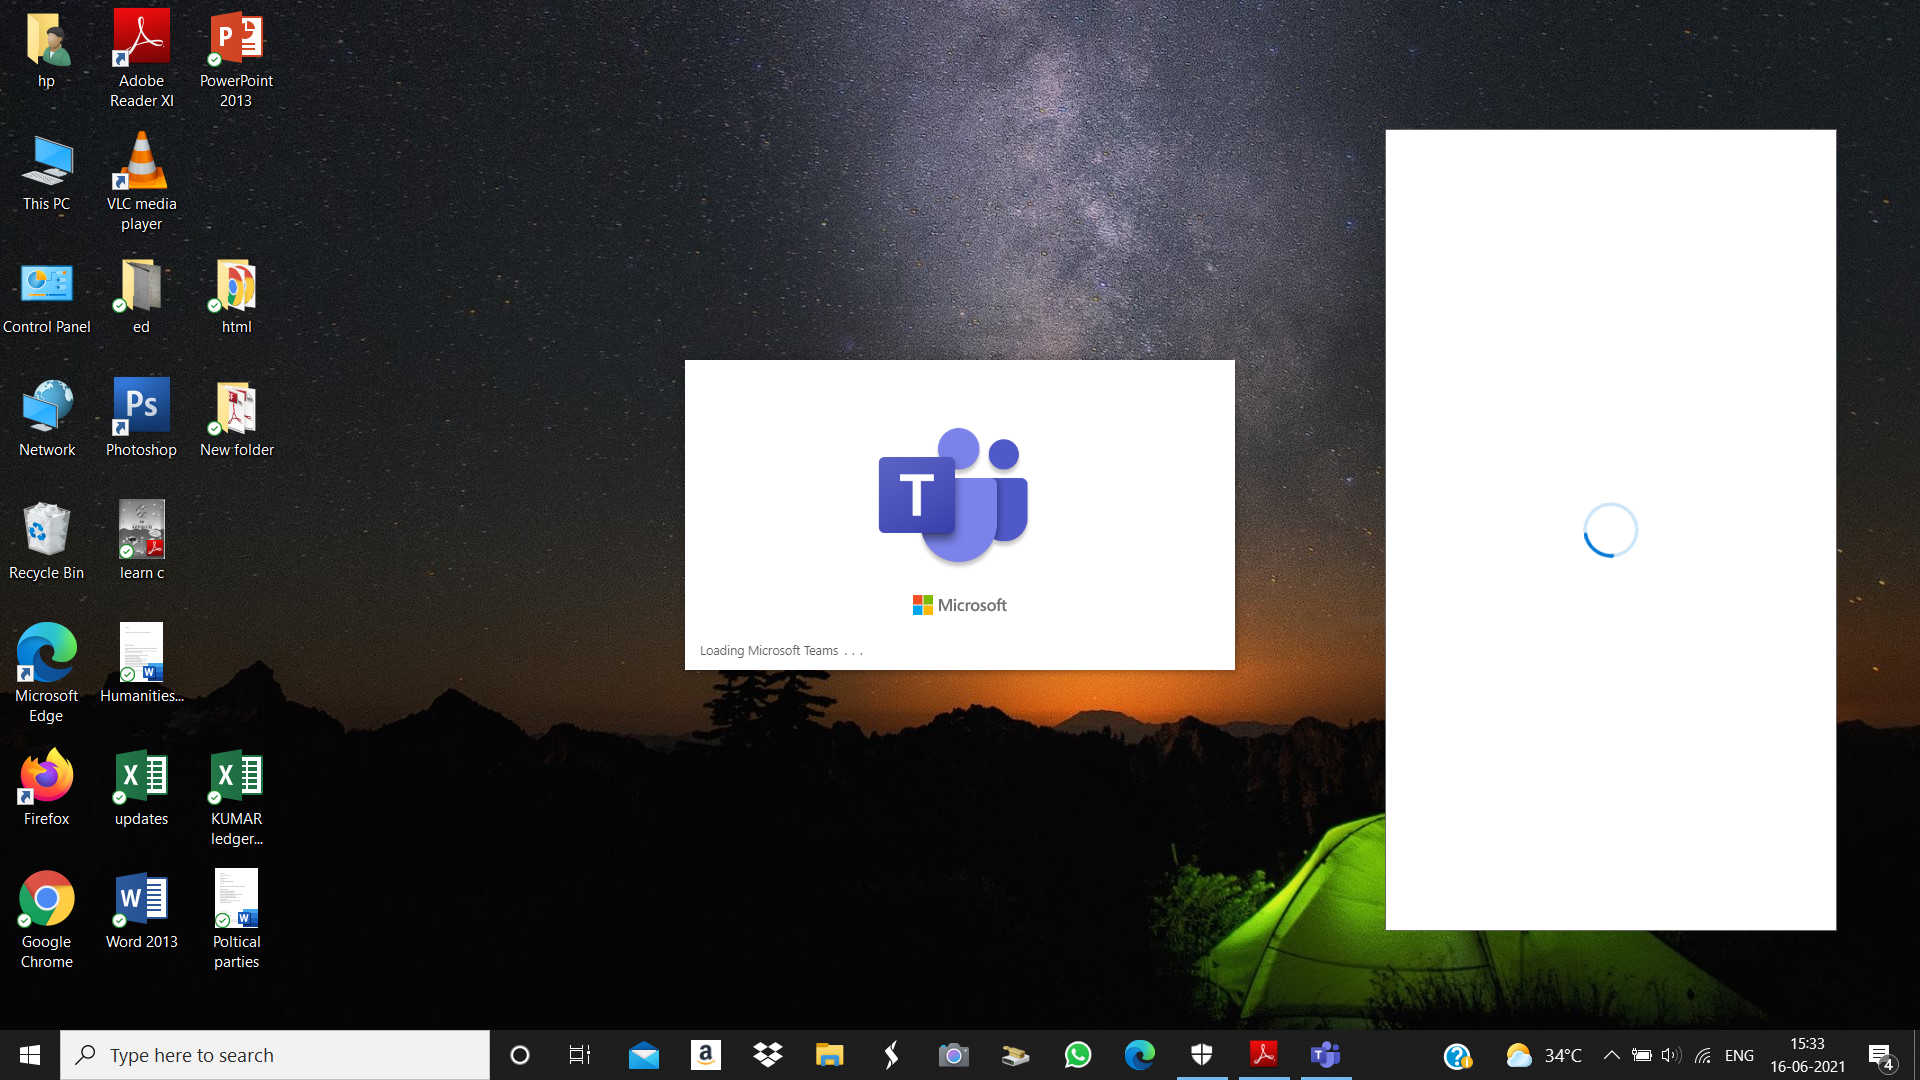 hp
Adobe
Reader XI
PowerPoint
2013
This PC
VLC media
player
Control Panel
ed
html
Network
Ps
Photoshop
New folder
Recycle Bin
learn c
Microsoft
Edge
Humanities...
Firefox
updates
KUMAR
ledger...
Google
Chrome
Word 2013
Poltical
parties
T
Microsoft
Loading Microsoft Teams . . .
Type here to search
34°C
ENG
15:33
16-06-2021
4